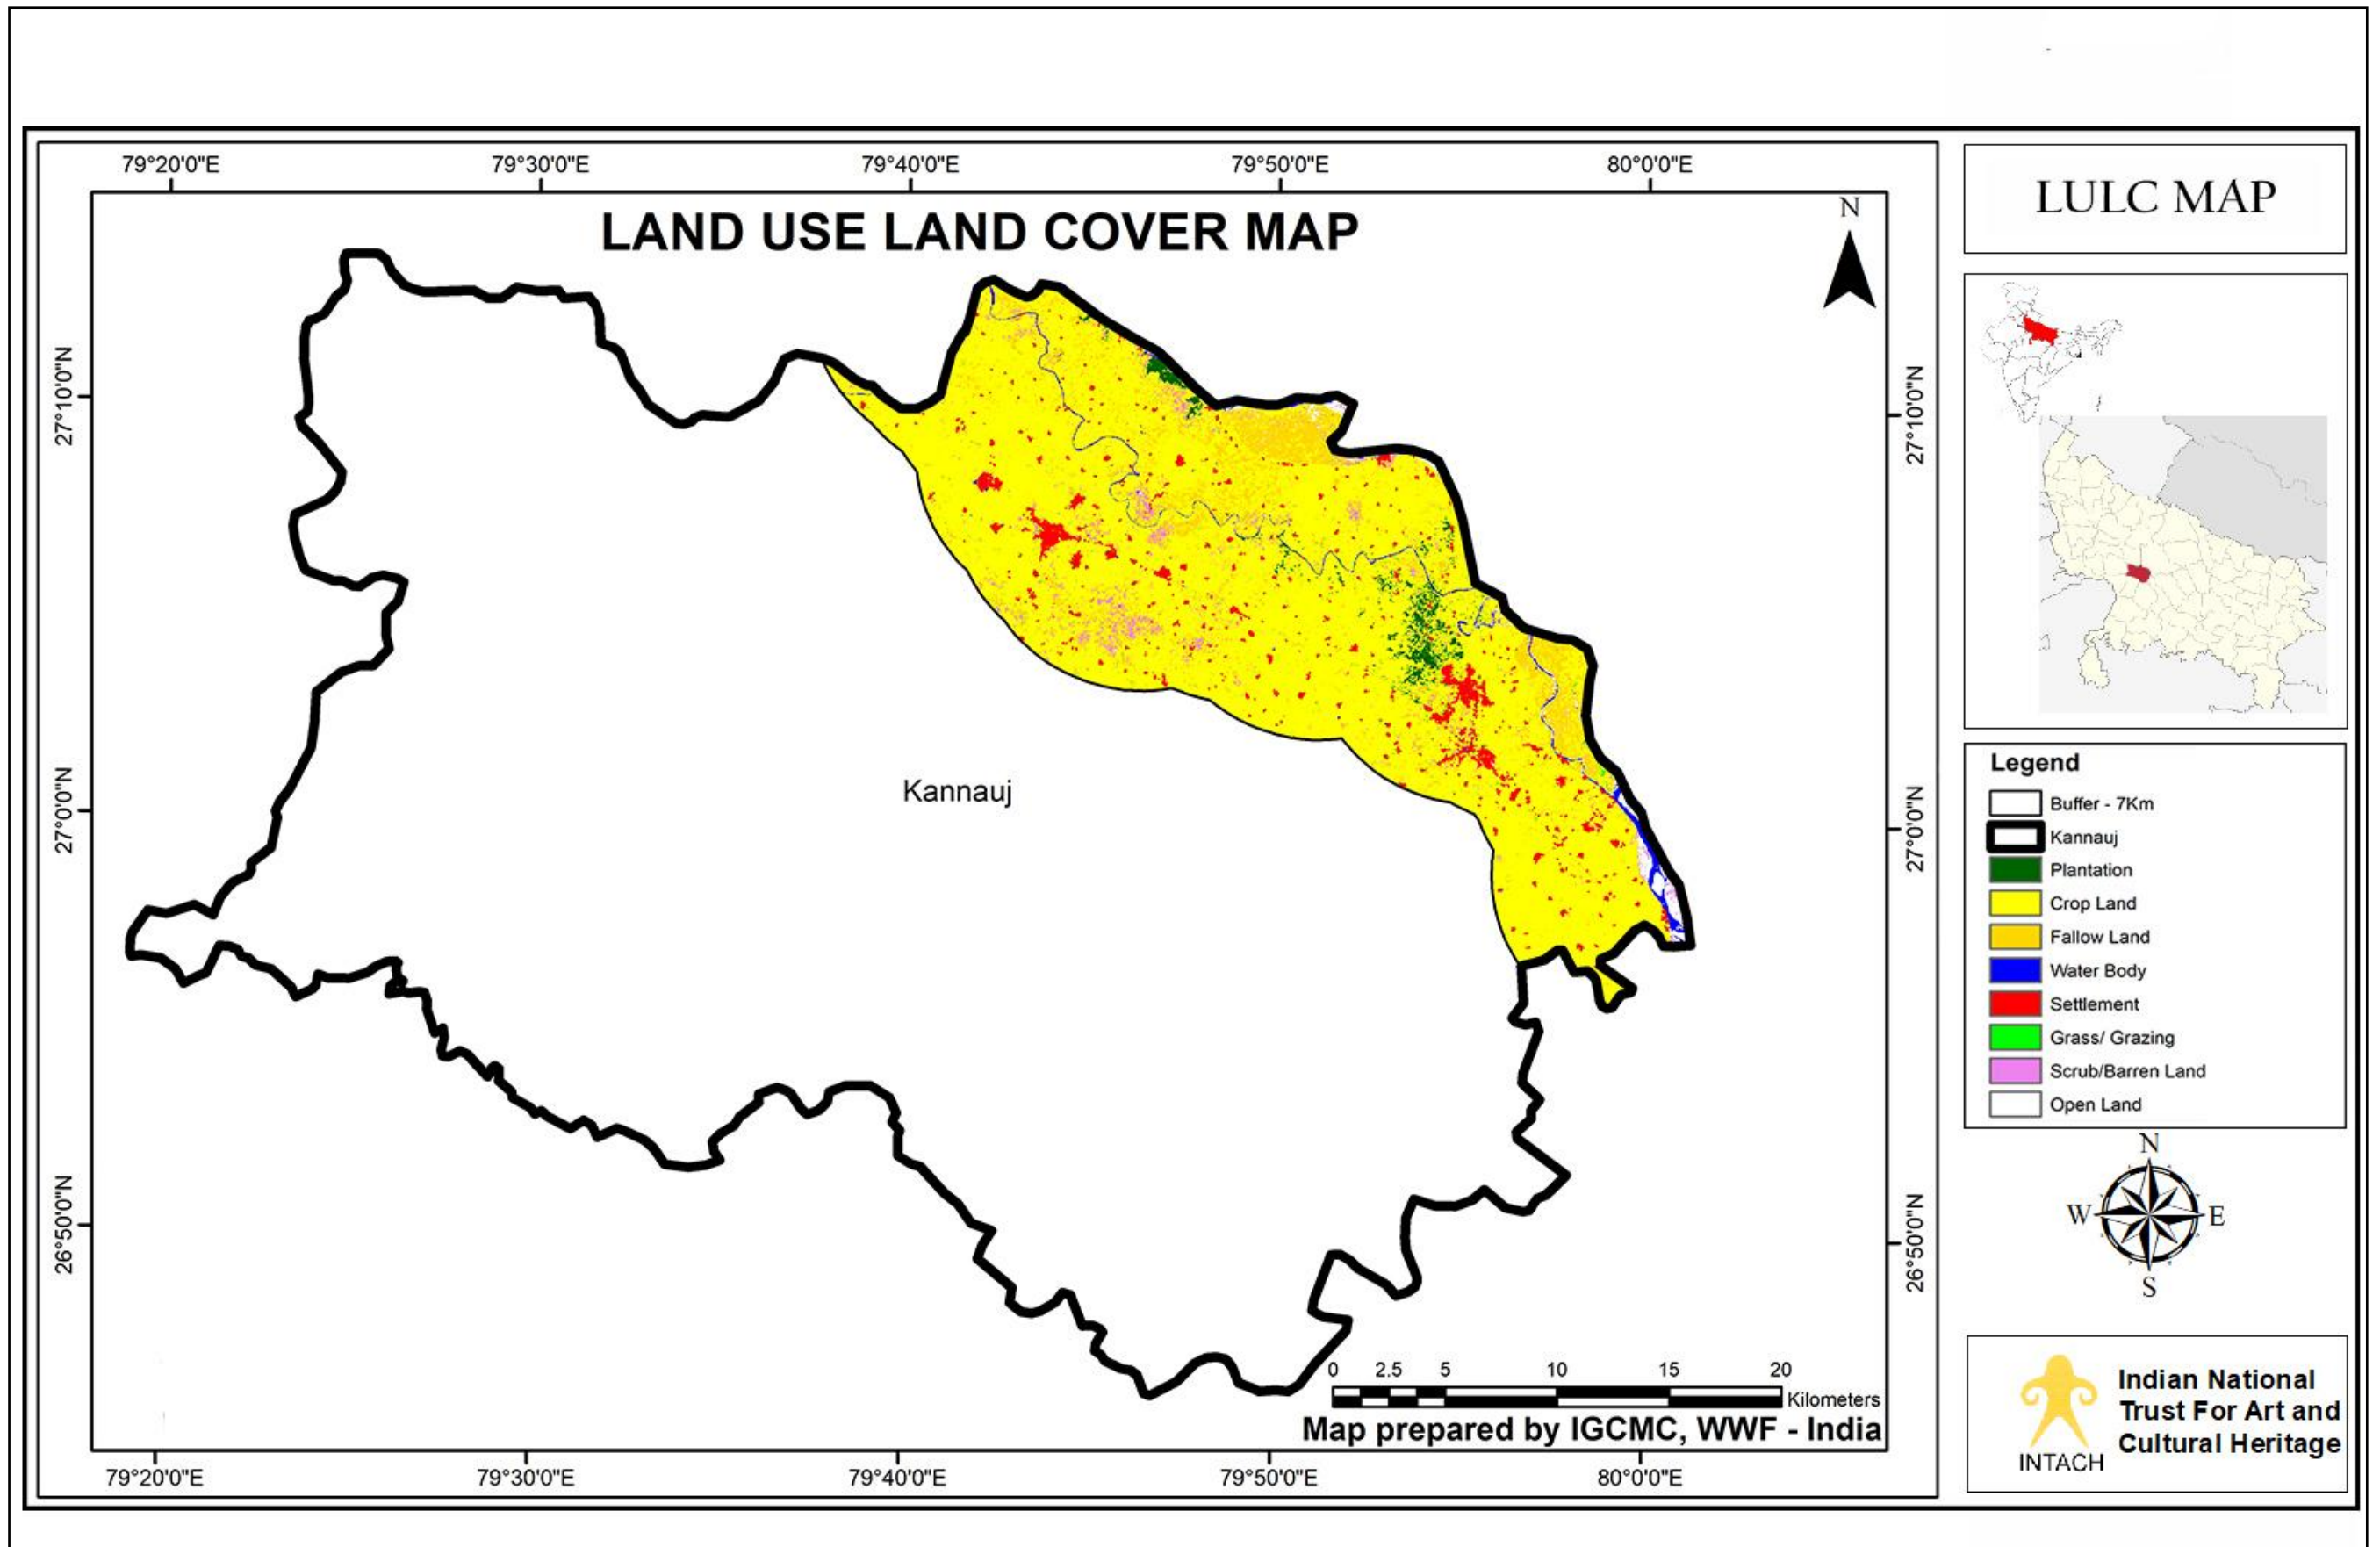 79°20'0"E 79°30'0"E 79°40'0"E 79°50'0"E 80°0'0"E
LAND USE LAND COVER MAP
N
27°10'0"N
27°0'0"N
26°50'0"N
Kannauj
27°10'0"N
27°0'0"N
26°50'0"N
0 2.5 5 10 15 20
Kilometers
Map prepared by IGCMC, WWF - India
79°20'0"E 79°30'0"E 79°40'0"E 79°50'0"E 80°0'0"E
LULC MAP
Legend
Buffer - 7Km
Kannauj
Plantation
Crop Land
Fallow Land
Water Body
Settlement
Grass/ Grazing
Scrub/Barren Land
Open Land
N
W E
S
Indian National
Trust For Art and
Cultural Heritage
INTACH